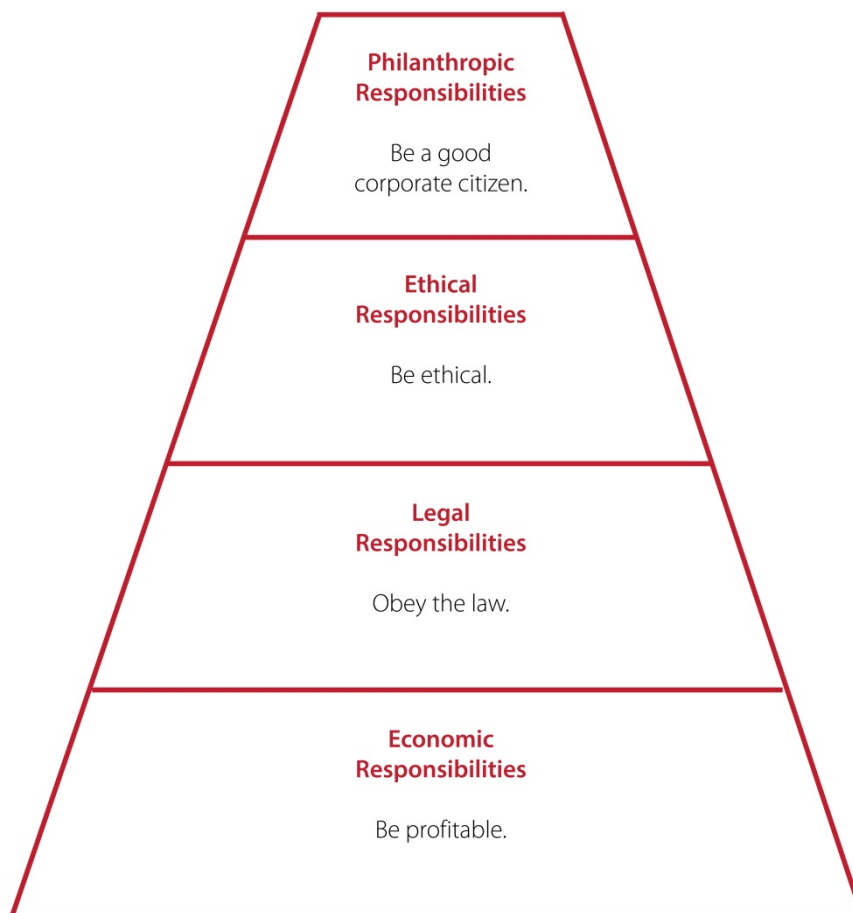 Philanthropic
Responsibilities
Be a good
corporate citizen.
Ethical
Responsibilities
Be ethical.
Legal
Responsibilities
Obey the law.
Economic
Responsibilities
Be profitable.